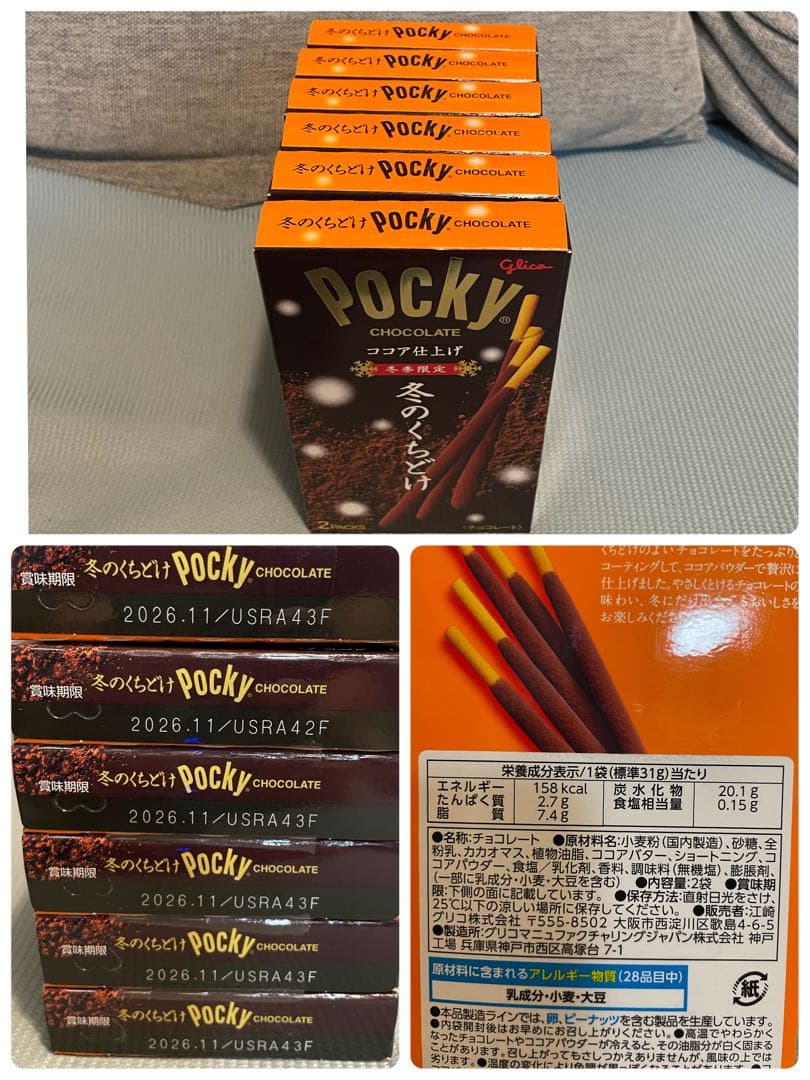 冬のくちどけ Pocky CHOCOLATE
冬のくちどけ Pocky CHOCOLATE
冬のくちどけ Pocky CHOCOLATE
冬のくちどけ Pocky CHOCOLATE
冬のくちどけ Pocky CHOCOLATE
冬のくちどけ Pocky CHOCOLATE
Glico
Pocky®
CHOCOLATE
ココア仕上げ
冬季限定
冬のくちどけ
2PACKS
〈チョコレート〉
賞味期限 冬のくちどけ Pocky CHOCOLATE
2026.11/USRA43F
賞味期限 冬のくちどけ Pocky CHOCOLATE
2026.11/USRA42F
賞味期限 冬のくちどけ Pocky CHOCOLATE
2026.11/USRA43F
賞味期限 冬のくちどけ Pocky CHOCOLATE
2026.11/USRA43F
賞味期限 冬のくちどけ Pocky CHOCOLATE
2026.11/USRA43F
賞味期限 冬のくちどけ Pocky CHOCOLATE
2026.11/USRA43F
くちどけのよいチョコレートをたっぷりと
コーティングして、ココアパウダーで贅沢に
仕上げました。やさしくとけるチョコレートの
味わい、冬にだけ おいしさを
お楽しみくだ
栄養成分表示/1袋(標準31g)当たり
エネルギー 158kcal 炭水化物 20.1g
たんぱく質 2.7g 食塩相当量 0.15g
脂質 7.4g
●名称:チョコレート ●原材料名:小麦粉(国内製造)、砂糖、全
粉乳、カカオマス、植物油脂、ココアバター、ショートニング、コ
コアパウダー、食塩/乳化剤、香料、調味料(無機塩)、膨脹剤、
(一部に乳成分・小麦・大豆を含む) ●内容量:2袋 ●賞味期
限:下側の面に記載しています。 ●保存方法:直射日光をさけ、
25℃以下の涼しい場所に保存してください。 ●販売者:江崎
グリコ株式会社 〒555-8502 大阪市西淀川区歌島4-6-5
●製造所:グリコマニュファクチャリングジャパン株式会社 神戸
工場 兵庫県神戸市西区高塚台 7-1
原材料に含まれるアレルギー物質(28品目中)
乳成分・小麦・大豆
紙
●本品製造ラインでは、卵、ピーナッツを含む製品を生産しています。
●内袋開封後はお早めにお召し上がりください。●高温でやわらかく
なったチョコレートやココアパウダーが冷えると、その油脂分が白く固まる
ことがあります。召し上がってもさしつかえありませんが、風味の上では
劣ります。●温度の変化により